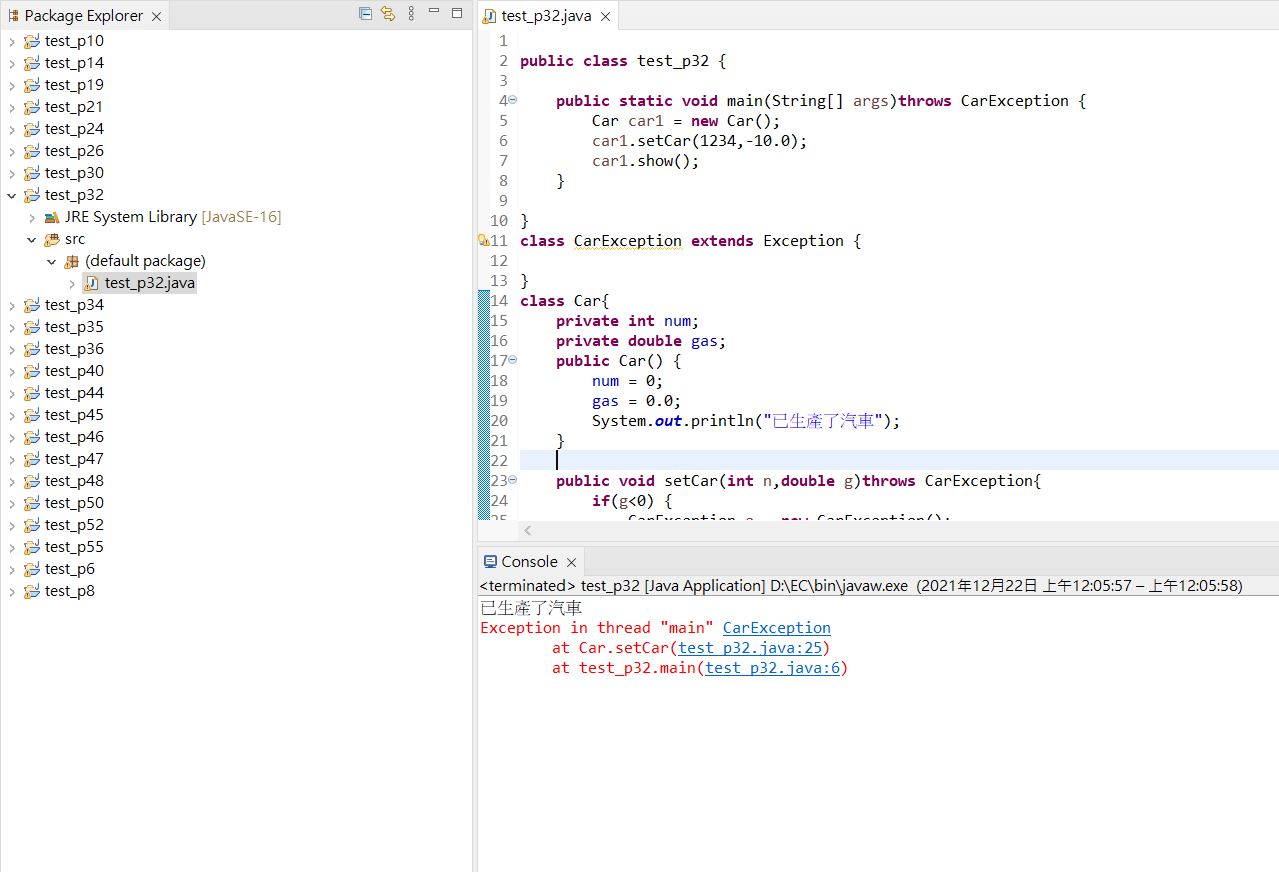 Package Explorer
test_p10
test_p14
test_p19
test_p21
test_p24
test_p26
test_p30
test_p32
JRE System Library [JavaSE-16]
src
(default package)
test_p32.java
test_p34
test_p35
test_p36
test_p40
test_p44
test_p45
test_p46
test_p47
test_p48
test_p50
test_p52
test_p55
test_p6
test_p8
test_p32.java
1
2 public class test_p32 {
3
4 public static void main(String[] args)throws CarException {
5 Car car1 = new Car();
6 car1.setCar(1234,-10.0);
7 car1.show();
8 }
9
10 }
11 class CarException extends Exception {
12
13 }
14 class Car{
15 private int num;
16 private double gas;
17 public Car() {
18 num = 0;
19 gas = 0.0;
20 System.out.println("已生產了汽車");
21 }
22
23 public void setCar(int n,double g)throws CarException{
24 if(g<0) {
25 CarException e = new CarException();
Console
<terminated> test_p32 [Java Application] D:\EC\bin\javaw.exe (2021年12月22日 上午12:05:57 – 上午12:05:58)
已生產了汽車
Exception in thread "main" CarException
at Car.setCar(test_p32.java:25)
at test_p32.main(test_p32.java:6)